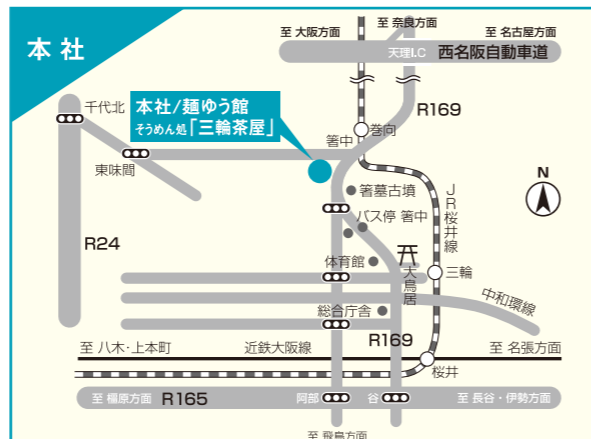 本社
至 奈良方面
至 大阪方面
至 名古屋方面
天理I.C
西名阪自動車道
千代北
本社/麺ゆう館
そうめん処「三輪茶屋」
R169
箸中
巻向
東味間
N
箸墓古墳
JR桜井線
バス停 箸中
R24
体育館
大鳥居
三輪
中和環線
総合庁舎
R169
至 八木・上本町
近鉄大阪線
至 名張方面
桜井
至 橿原方面
R165
阿部
谷
至 長谷・伊勢方面
至 飛鳥方面